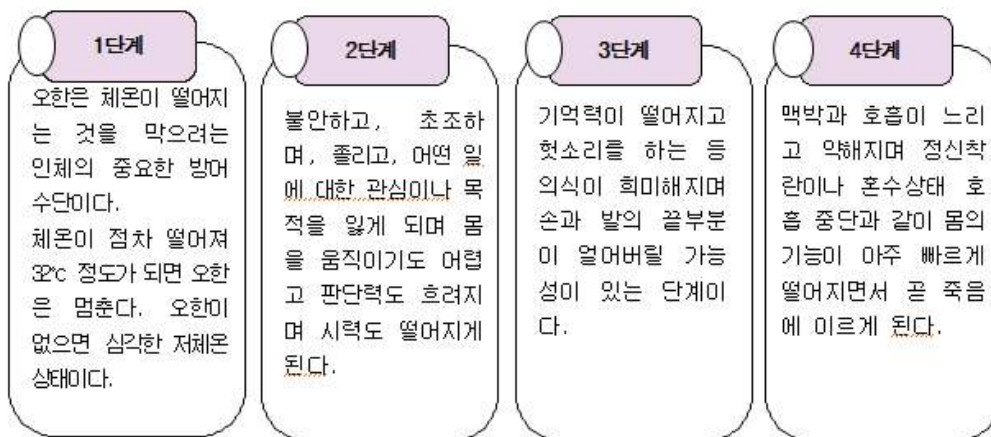 1단계
오한은 체온이 떨어지
는 것을 막으려는
인체의 중요한 방어
수단이다.
체온이 점차 떨어져
32℃ 정도가 되면 오한
은 멈춘다. 오한이
없으면 심각한 저체온
상태이다.
2단계
불안하고, 초조하
며, 졸리고, 어떤 일
에 대한 관심이나 목
적을 잃게 되며 몸
을 움직이기도 어렵
고 판단력도 흐려지
며 시력도 떨어지게
된다.
3단계
기억력이 떨어지고
헛소리를 하는 등
의식이 희미해지며
손과 발의 끝부분
이 얼어버릴 가능
성이 있는 단계이
다.
4단계
맥박과 호흡이 느리
고 약해지며 정신착
란이나 혼수상태 호
흡 중단과 같이 몸의
기능이 아주 빠르게
떨어지면서 곧 죽음
에 이르게 된다.